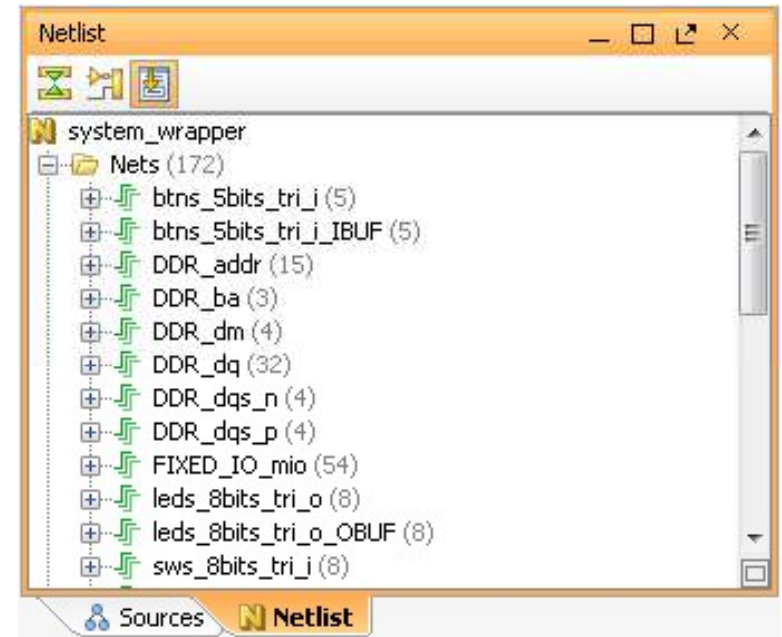 Netlist
system_wrapper
Nets (172)
btns_5bits_tri_i (5)
btns_5bits_tri_i_IBUF (5)
DDR_addr (15)
DDR_ba (3)
DDR_dm (4)
DDR_dq (32)
DDR_dqs_n (4)
DDR_dqs_p (4)
FIXED_IO_mio (54)
leds_8bits_tri_o (8)
leds_8bits_tri_o_OBUF (8)
sws_8bits_tri_i (8)
Sources Netlist